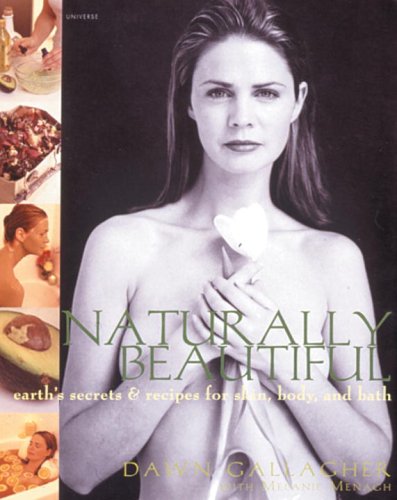 UNIVERSE
NATURALLY
BEAUTIFUL
earth's secrets & recipes for skin, body, and bath
DAWN GALLAGHER
WITH MELANIE MENAGH